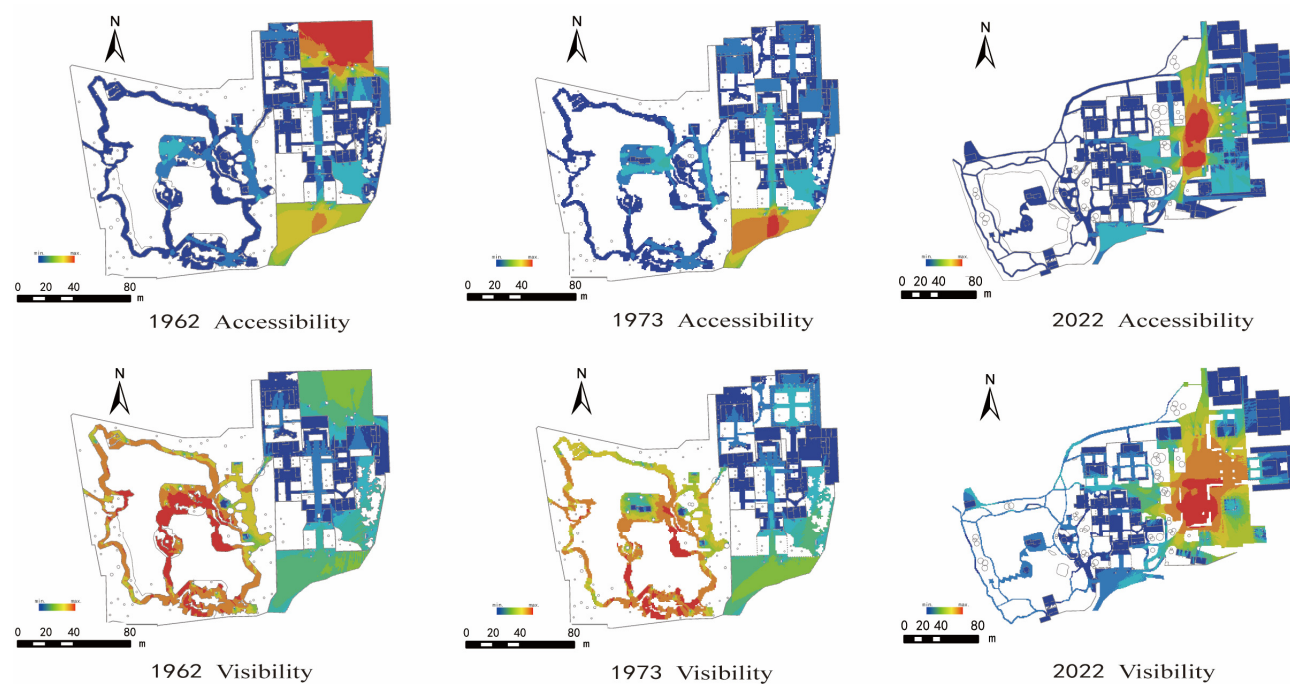 N N N
min. max. min. max. min. max.
0 20 40 80 m 0 20 40 80 m 0 20 40 80 m
1962 Accessibility 1973 Accessibility 2022 Accessibility
N N N
min. max. min. max. min. max.
0 20 40 80 m 0 20 40 80 m 0 20 40 80 m
1962 Visibility 1973 Visibility 2022 Visibility